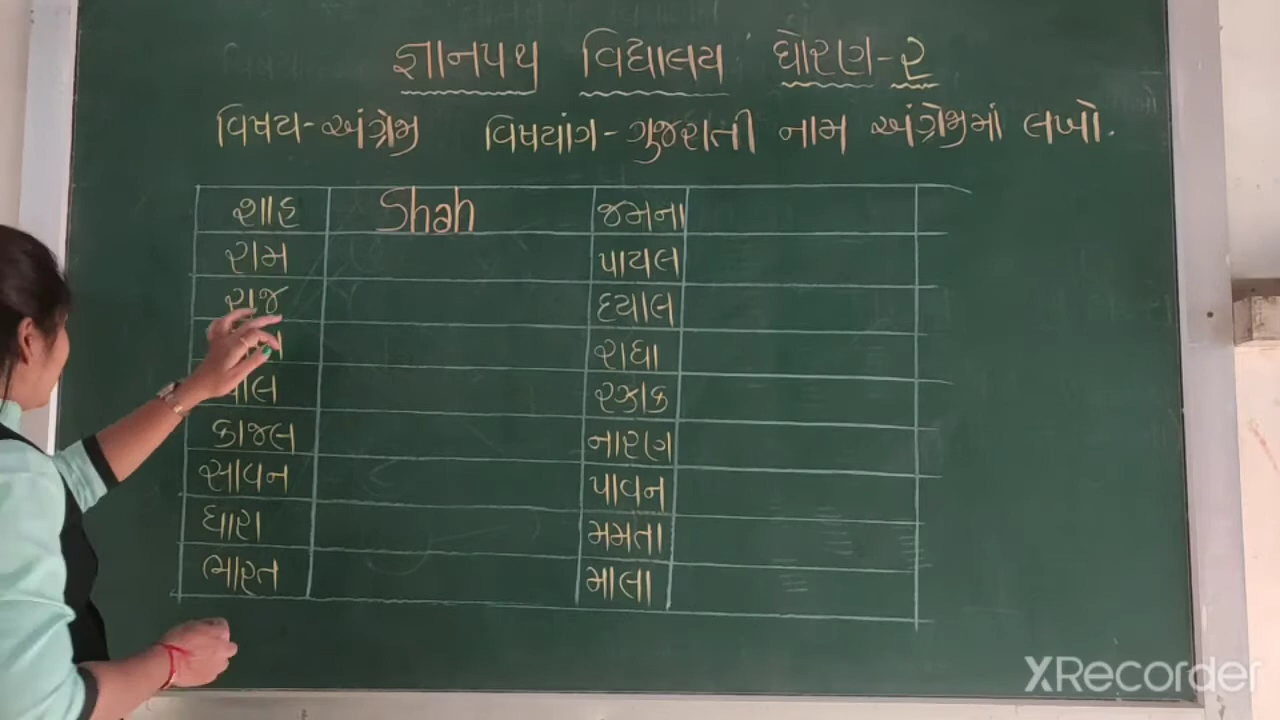 જ્ઞાનપથ વિદ્યાલય ધોરણ-૨
વિષય-અંગ્રેજી વિષયાંગ-ગુજરાતી નામ અંગ્રેજીમાં લખો.
શાહ Shah જમના
રામ પાયલ
રાજ દયાલ
રાધા
રઝાક
કાજલ નારણ
સાવન પાવન
ધારા મમતા
ભારત માલા
XRecorder